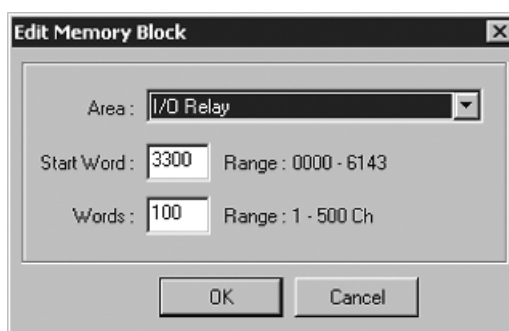 Edit Memory Block
Area : I/O Relay
Start Word : 3300 Range : 0000 - 6143
Words : 100 Range : 1 - 500 Ch
OK Cancel